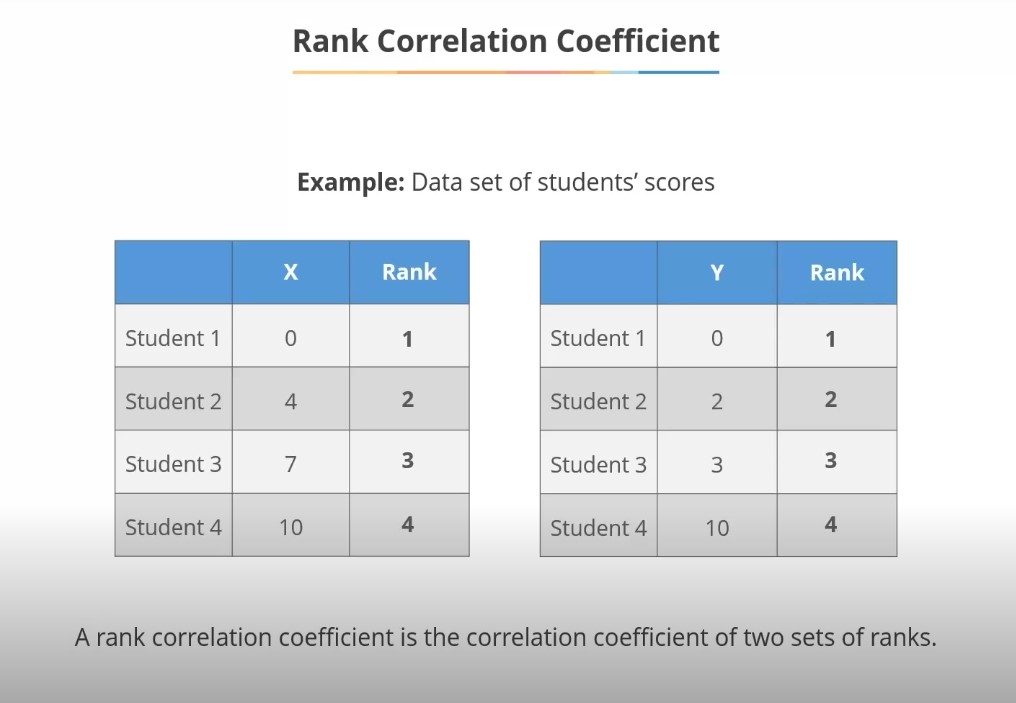 Rank Correlation Coefficient
Example: Data set of students’ scores
X Rank
Student 1 0 1
Student 2 4 2
Student 3 7 3
Student 4 10 4
Y Rank
Student 1 0 1
Student 2 2 2
Student 3 3 3
Student 4 10 4
A rank correlation coefficient is the correlation coefficient of two sets of ranks.